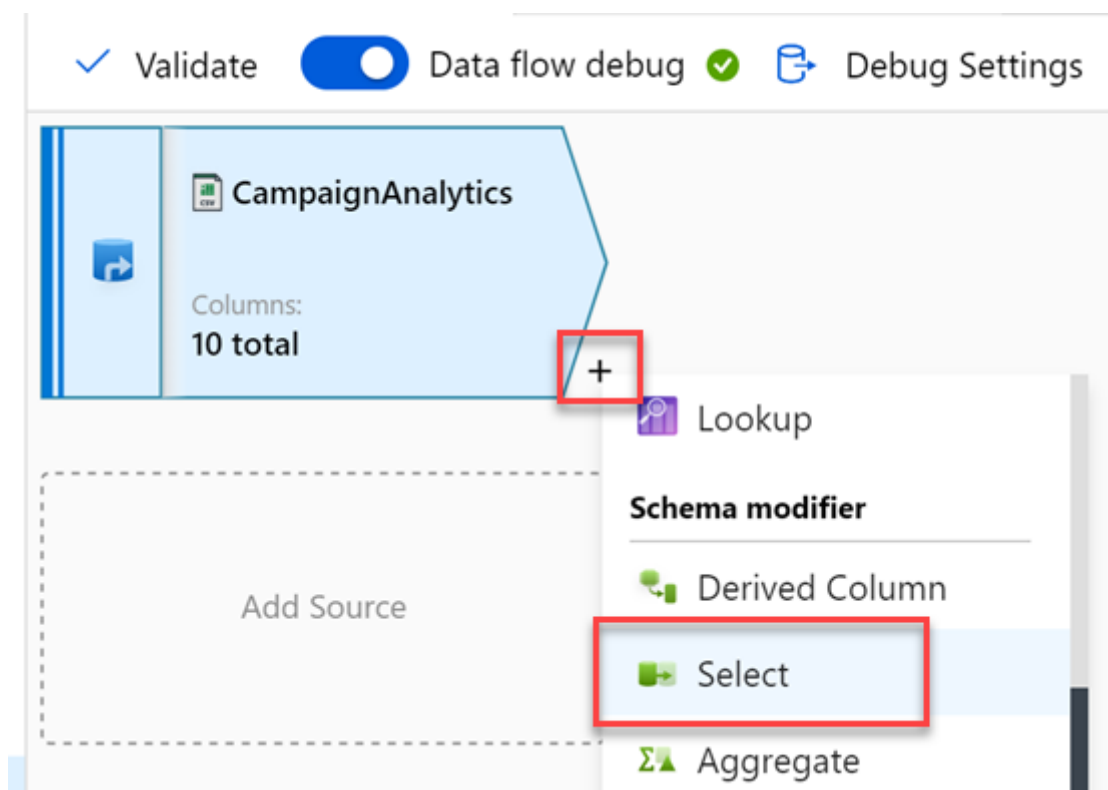 Validate Data flow debug Debug Settings
CampaignAnalytics
Columns:
10 total
+
Lookup
Schema modifier
Derived Column
Add Source
Select
Aggregate